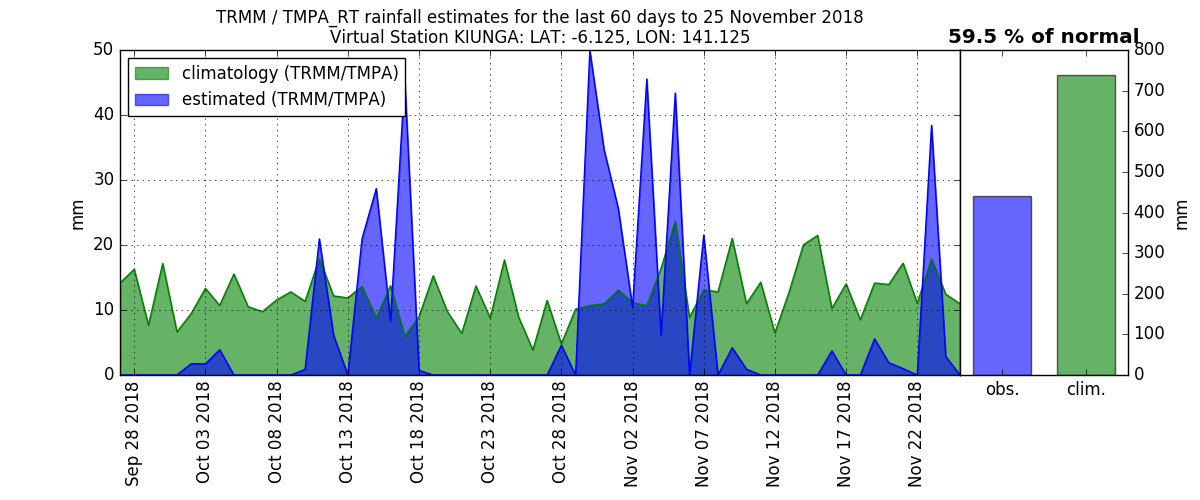 TRMM / TMPA_RT rainfall estimates for the last 60 days to 25 November 2018
Virtual Station KIUNGA: LAT: -6.125, LON: 141.125
59.5 % of normal
climatology (TRMM/TMPA)
estimated (TRMM/TMPA)
50
40
30
20
10
0
mm
Sep 28 2018
Oct 03 2018
Oct 08 2018
Oct 13 2018
Oct 18 2018
Oct 23 2018
Oct 28 2018
Nov 02 2018
Nov 07 2018
Nov 12 2018
Nov 17 2018
Nov 22 2018
800
700
600
500
400
300
200
100
0
mm
obs.
clim.